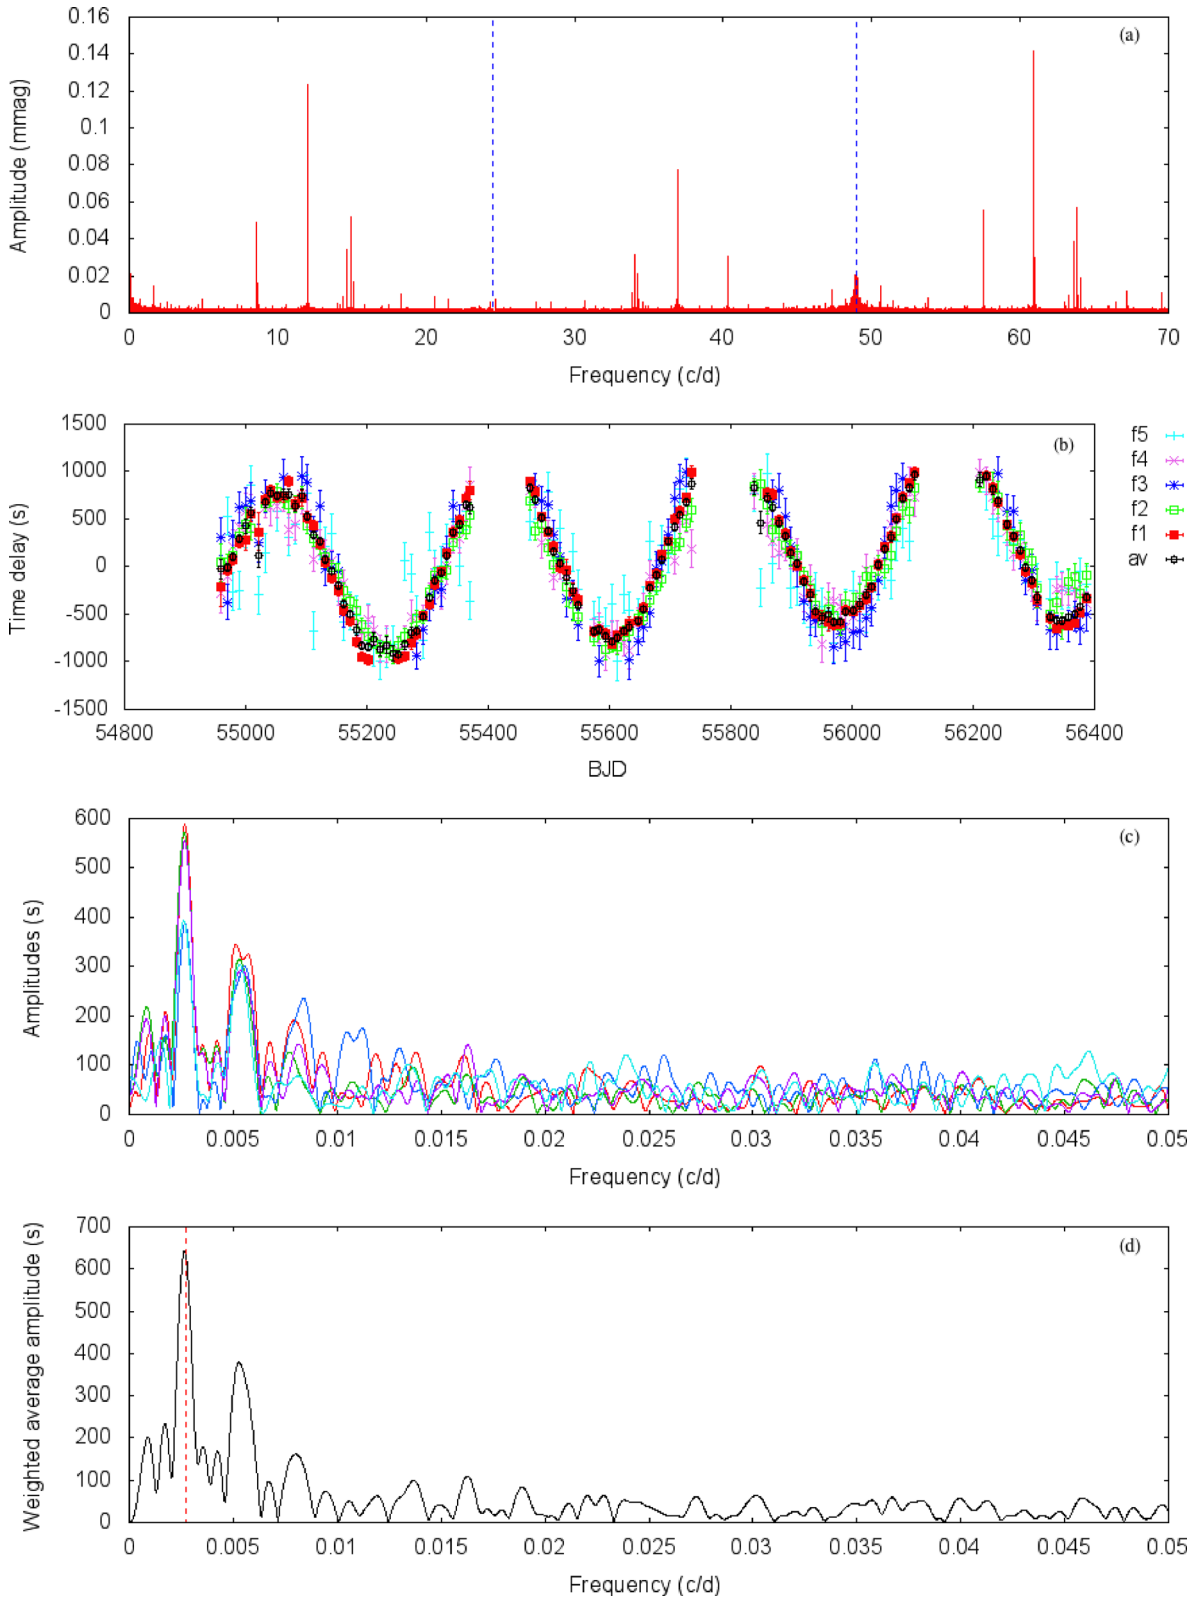 0.16
0.14
0.12
0.1
0.08
0.06
0.04
0.02
0
Amplitude (mmag)
(a)
0 10 20 30 40 50 60 70
Frequency (c/d)
1500
1000
500
0
-500
-1000
-1500
Time delay (s)
(b)
f5
f4
f3
f2
f1
av
54800 55000 55200 55400 55600 55800 56000 56200 56400
BJD
600
500
400
300
200
100
0
Amplitudes (s)
(c)
0 0.005 0.01 0.015 0.02 0.025 0.03 0.035 0.04 0.045 0.05
Frequency (c/d)
700
600
500
400
300
200
100
0
Weighted average amplitude (s)
(d)
0 0.005 0.01 0.015 0.02 0.025 0.03 0.035 0.04 0.045 0.05
Frequency (c/d)